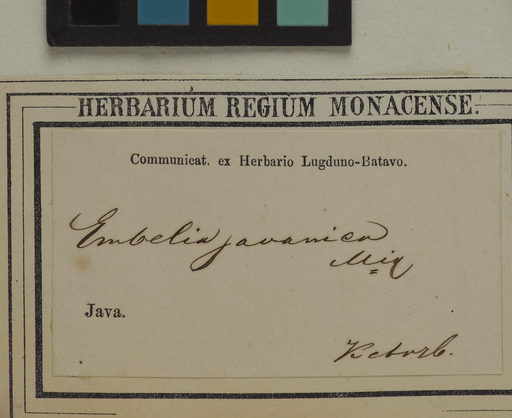 HERBARIUM REGIUM MONACENSE.
Communicat. ex Herbario Lugduno-Batavo.
Embelia javanica
Miq
Java.